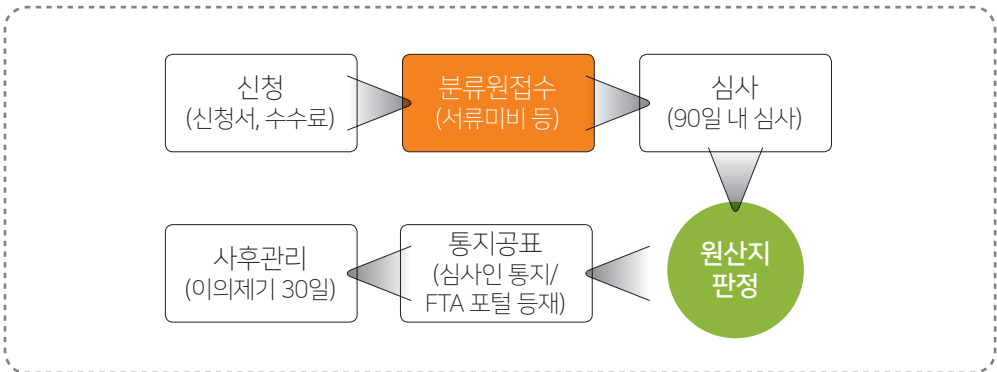 신청
(신청서, 수수료)
분류원접수
(서류미비 등)
심사
(90일 내 심사)
원산지
판정
통지공표
(심사인 통지/
FTA 포털 등재)
사후관리
(이의제기 30일)